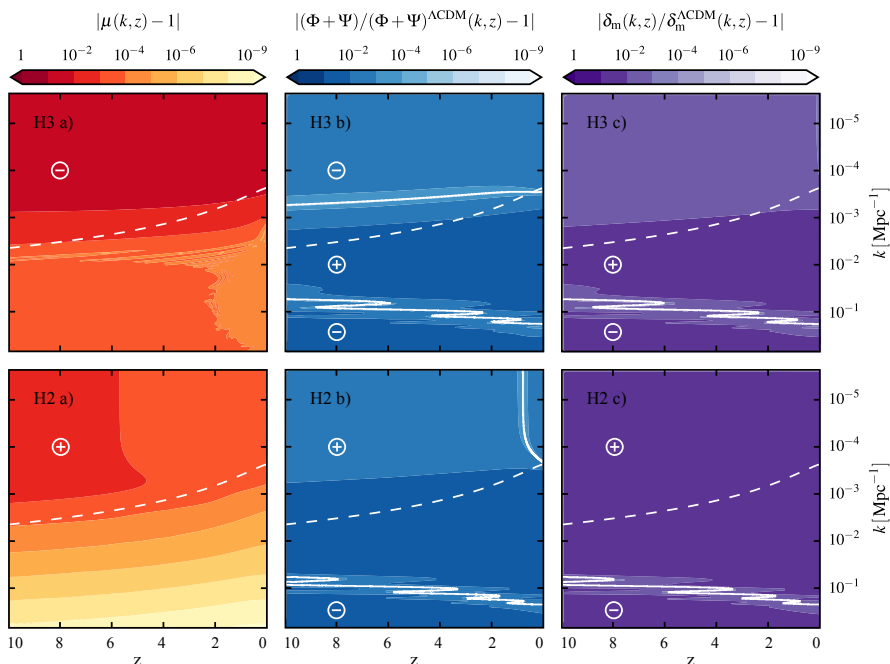 |μ(k,z) − 1|
|(Φ+Ψ)/(Φ+Ψ)^ΛCDM(k,z) − 1|
|δ_m(k,z)/δ_m^ΛCDM(k,z) − 1|
1 10⁻² 10⁻⁴ 10⁻⁶ 10⁻⁹
1 10⁻² 10⁻⁴ 10⁻⁶ 10⁻⁹
1 10⁻² 10⁻⁴ 10⁻⁶ 10⁻⁹
H3 a)
−
H3 b)
−
+
−
H3 c)
+
−
10⁻⁵
10⁻⁴
10⁻³
10⁻²
10⁻¹
k [Mpc⁻¹]
H2 a)
+
H2 b)
+
−
H2 c)
+
−
10⁻⁵
10⁻⁴
10⁻³
10⁻²
10⁻¹
k [Mpc⁻¹]
10 8 6 4 2 0
10 8 6 4 2 0
10 8 6 4 2 0
z
z
z